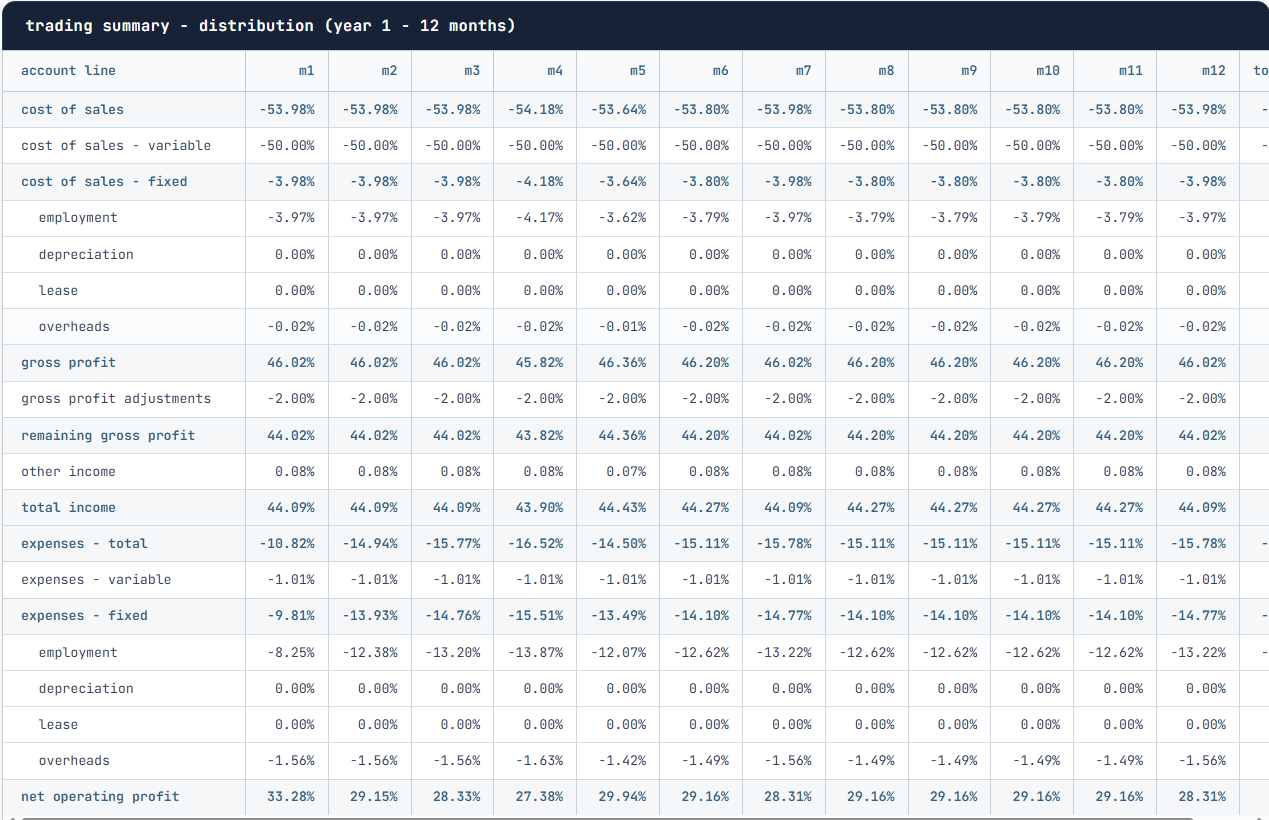 trading summary - distribution (year 1 - 12 months)
account line m1 m2 m3 m4 m5 m6 m7 m8 m9 m10 m11 m12 to
cost of sales -53.98% -53.98% -53.98% -54.18% -53.64% -53.80% -53.98% -53.80% -53.80% -53.80% -53.80% -53.98% -
cost of sales - variable -50.00% -50.00% -50.00% -50.00% -50.00% -50.00% -50.00% -50.00% -50.00% -50.00% -50.00% -50.00% -
cost of sales - fixed -3.98% -3.98% -3.98% -4.18% -3.64% -3.80% -3.98% -3.80% -3.80% -3.80% -3.80% -3.98%
employment -3.97% -3.97% -3.97% -4.17% -3.62% -3.79% -3.97% -3.79% -3.79% -3.79% -3.79% -3.97%
depreciation 0.00% 0.00% 0.00% 0.00% 0.00% 0.00% 0.00% 0.00% 0.00% 0.00% 0.00% 0.00%
lease 0.00% 0.00% 0.00% 0.00% 0.00% 0.00% 0.00% 0.00% 0.00% 0.00% 0.00% 0.00%
overheads -0.02% -0.02% -0.02% -0.02% -0.01% -0.02% -0.02% -0.02% -0.02% -0.02% -0.02% -0.02%
gross profit 46.02% 46.02% 46.02% 45.82% 46.36% 46.20% 46.02% 46.20% 46.20% 46.20% 46.20% 46.02%
gross profit adjustments -2.00% -2.00% -2.00% -2.00% -2.00% -2.00% -2.00% -2.00% -2.00% -2.00% -2.00% -2.00%
remaining gross profit 44.02% 44.02% 44.02% 43.82% 44.36% 44.20% 44.02% 44.20% 44.20% 44.20% 44.20% 44.02%
other income 0.08% 0.08% 0.08% 0.08% 0.07% 0.08% 0.08% 0.08% 0.08% 0.08% 0.08% 0.08%
total income 44.09% 44.09% 44.09% 43.90% 44.43% 44.27% 44.09% 44.27% 44.27% 44.27% 44.27% 44.09%
expenses - total -10.82% -14.94% -15.77% -16.52% -14.50% -15.11% -15.78% -15.11% -15.11% -15.11% -15.11% -15.78% -
expenses - variable -1.01% -1.01% -1.01% -1.01% -1.01% -1.01% -1.01% -1.01% -1.01% -1.01% -1.01% -1.01%
expenses - fixed -9.81% -13.93% -14.76% -15.51% -13.49% -14.10% -14.77% -14.10% -14.10% -14.10% -14.10% -14.77% -
employment -8.25% -12.38% -13.20% -13.87% -12.07% -12.62% -13.22% -12.62% -12.62% -12.62% -12.62% -13.22% -
depreciation 0.00% 0.00% 0.00% 0.00% 0.00% 0.00% 0.00% 0.00% 0.00% 0.00% 0.00% 0.00%
lease 0.00% 0.00% 0.00% 0.00% 0.00% 0.00% 0.00% 0.00% 0.00% 0.00% 0.00% 0.00%
overheads -1.56% -1.56% -1.56% -1.63% -1.42% -1.49% -1.56% -1.49% -1.49% -1.49% -1.49% -1.56%
net operating profit 33.28% 29.15% 28.33% 27.38% 29.94% 29.16% 28.31% 29.16% 29.16% 29.16% 29.16% 28.31%